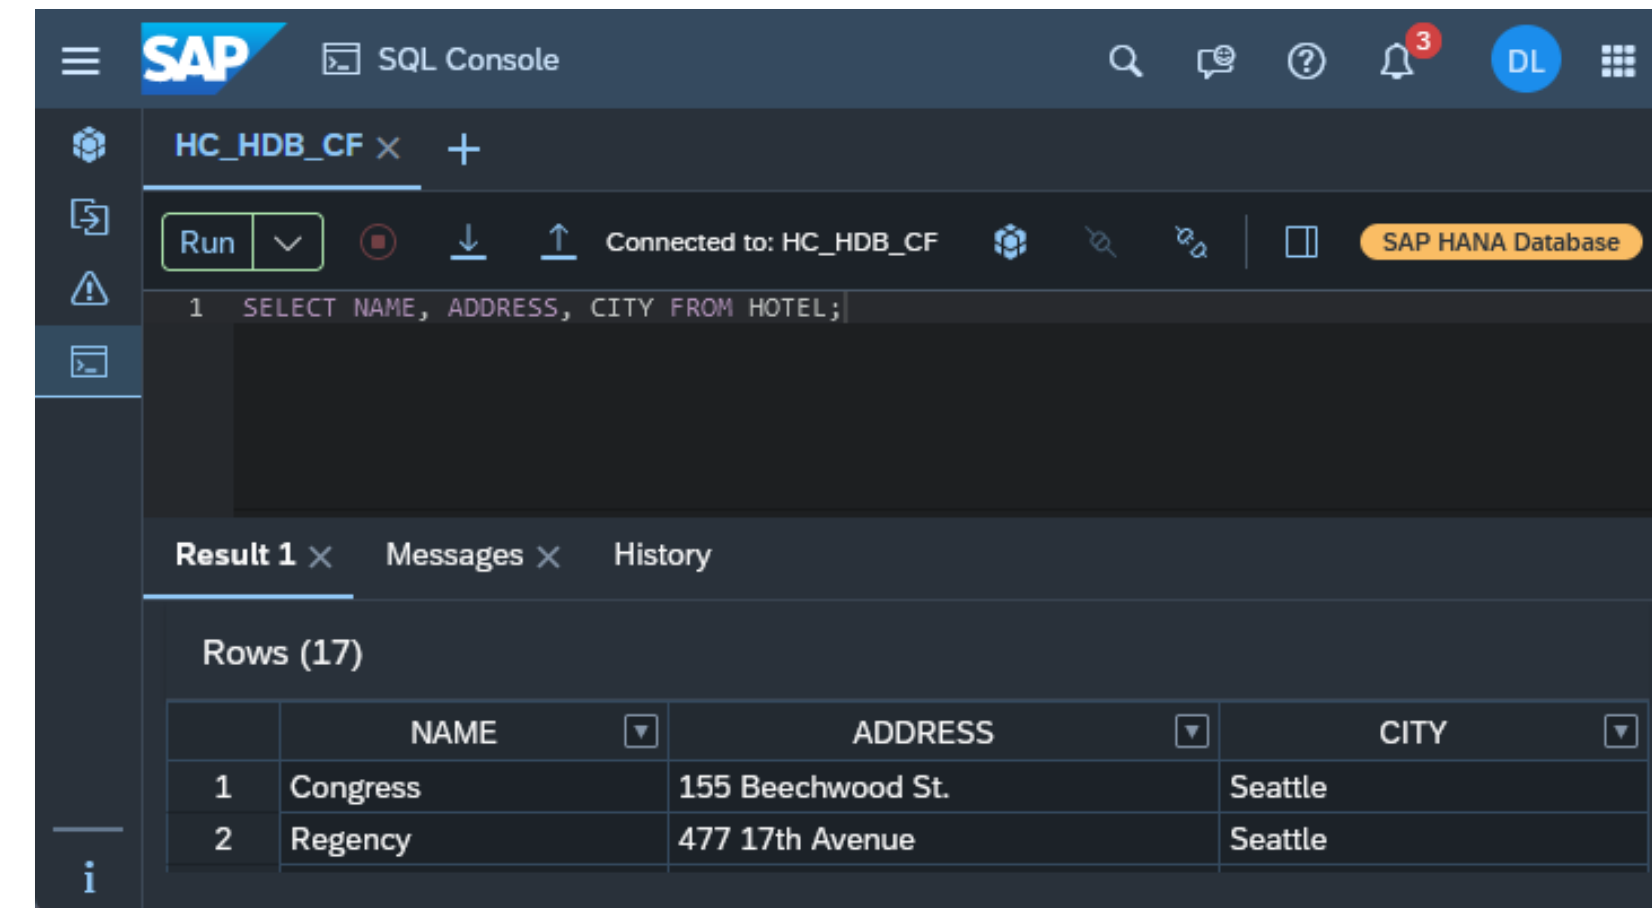 SAP SQL Console 3 DL
HC_HDB_CF
Run Connected to: HC_HDB_CF SAP HANA Database
1 SELECT NAME, ADDRESS, CITY FROM HOTEL;
Result 1 Messages History
Rows (17)
NAME ADDRESS CITY
1 Congress 155 Beechwood St. Seattle
2 Regency 477 17th Avenue Seattle